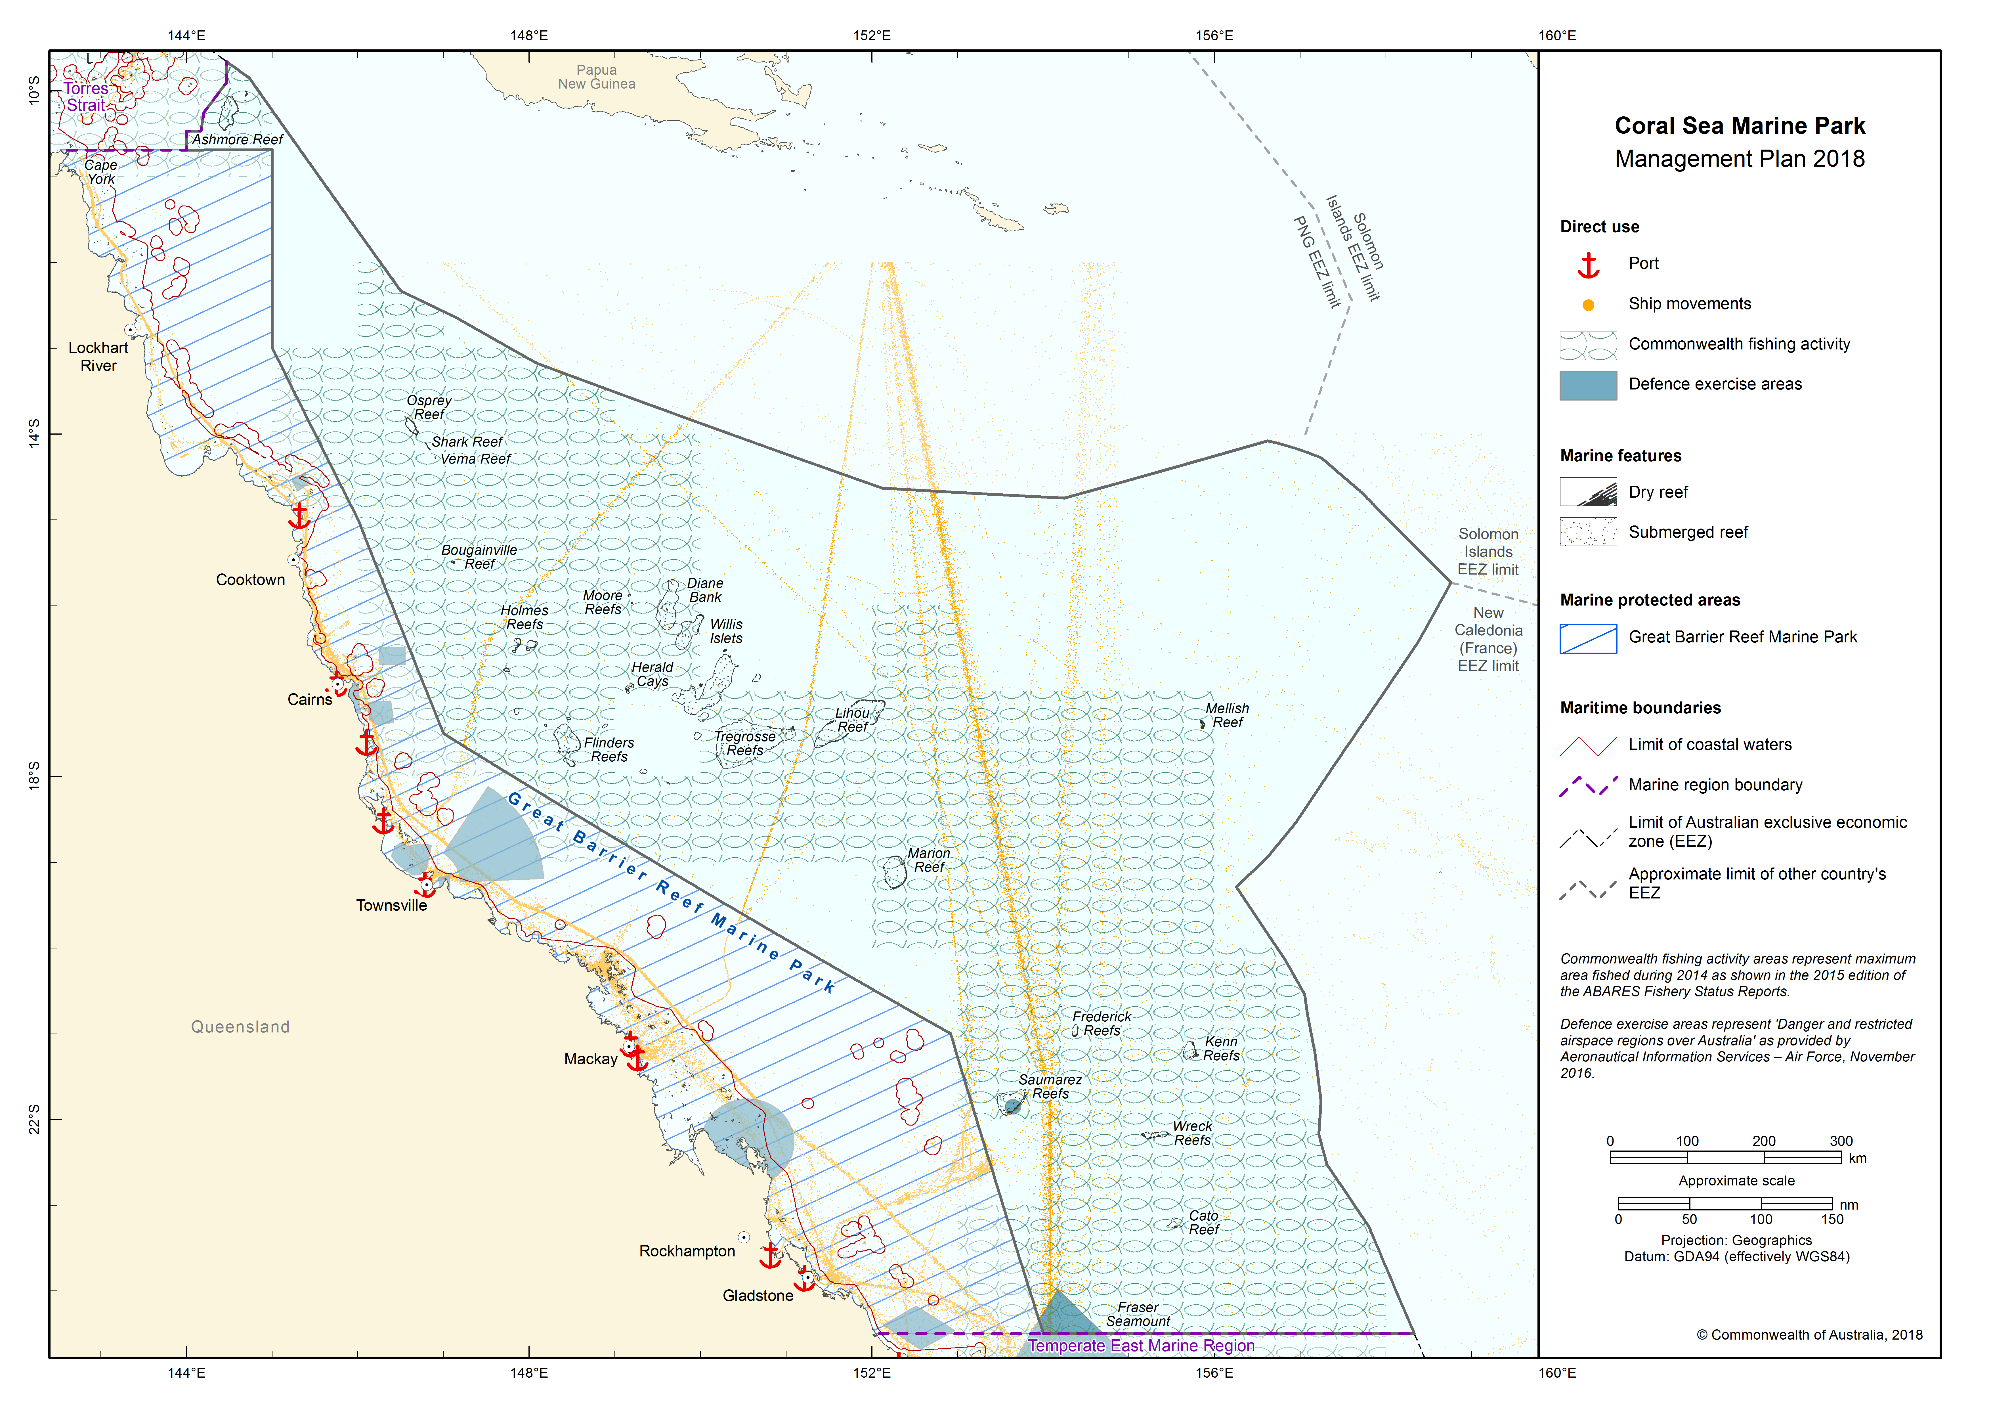 144°E
148°E
152°E
156°E
160°E
10°S
14°S
18°S
22°S
Torres
Strait
Papua
New Guinea
Ashmore Reef
Cape
York
Solomon
Islands EEZ limit
PNG EEZ limit
Lockhart
River
Osprey
Reef
Shark Reef
Vema Reef
Solomon
Islands
EEZ limit
New
Caledonia
(France)
EEZ limit
Bougainville
Reef
Cooktown
Diane
Bank
Moore
Reefs
Holmes
Reefs
Willis
Islets
Herald
Cays
Cairns
Lihou
Reef
Mellish
Reef
Flinders
Reefs
Tregrosse
Reefs
Great Barrier Reef Marine Park
Marion
Reef
Townsville
Queensland
Frederick
Reefs
Kenn
Reefs
Mackay
Saumarez
Reefs
Wreck
Reefs
Cato
Reef
Rockhampton
Gladstone
Fraser
Seamount
Temperate East Marine Region
144°E
148°E
152°E
156°E
160°E
Coral Sea Marine Park
Management Plan 2018
Direct use
Port
Ship movements
Commonwealth fishing activity
Defence exercise areas
Marine features
Dry reef
Submerged reef
Marine protected areas
Great Barrier Reef Marine Park
Maritime boundaries
Limit of coastal waters
Marine region boundary
Limit of Australian exclusive economic
zone (EEZ)
Approximate limit of other country's
EEZ
Commonwealth fishing activity areas represent maximum
area fished during 2014 as shown in the 2015 edition of
the ABARES Fishery Status Reports.
Defence exercise areas represent 'Danger and restricted
airspace regions over Australia' as provided by
Aeronautical Information Services – Air Force, November
2016.
0 100 200 300
km
Approximate scale
nm
0 50 100 150
Projection: Geographics
Datum: GDA94 (effectively WGS84)
© Commonwealth of Australia, 2018